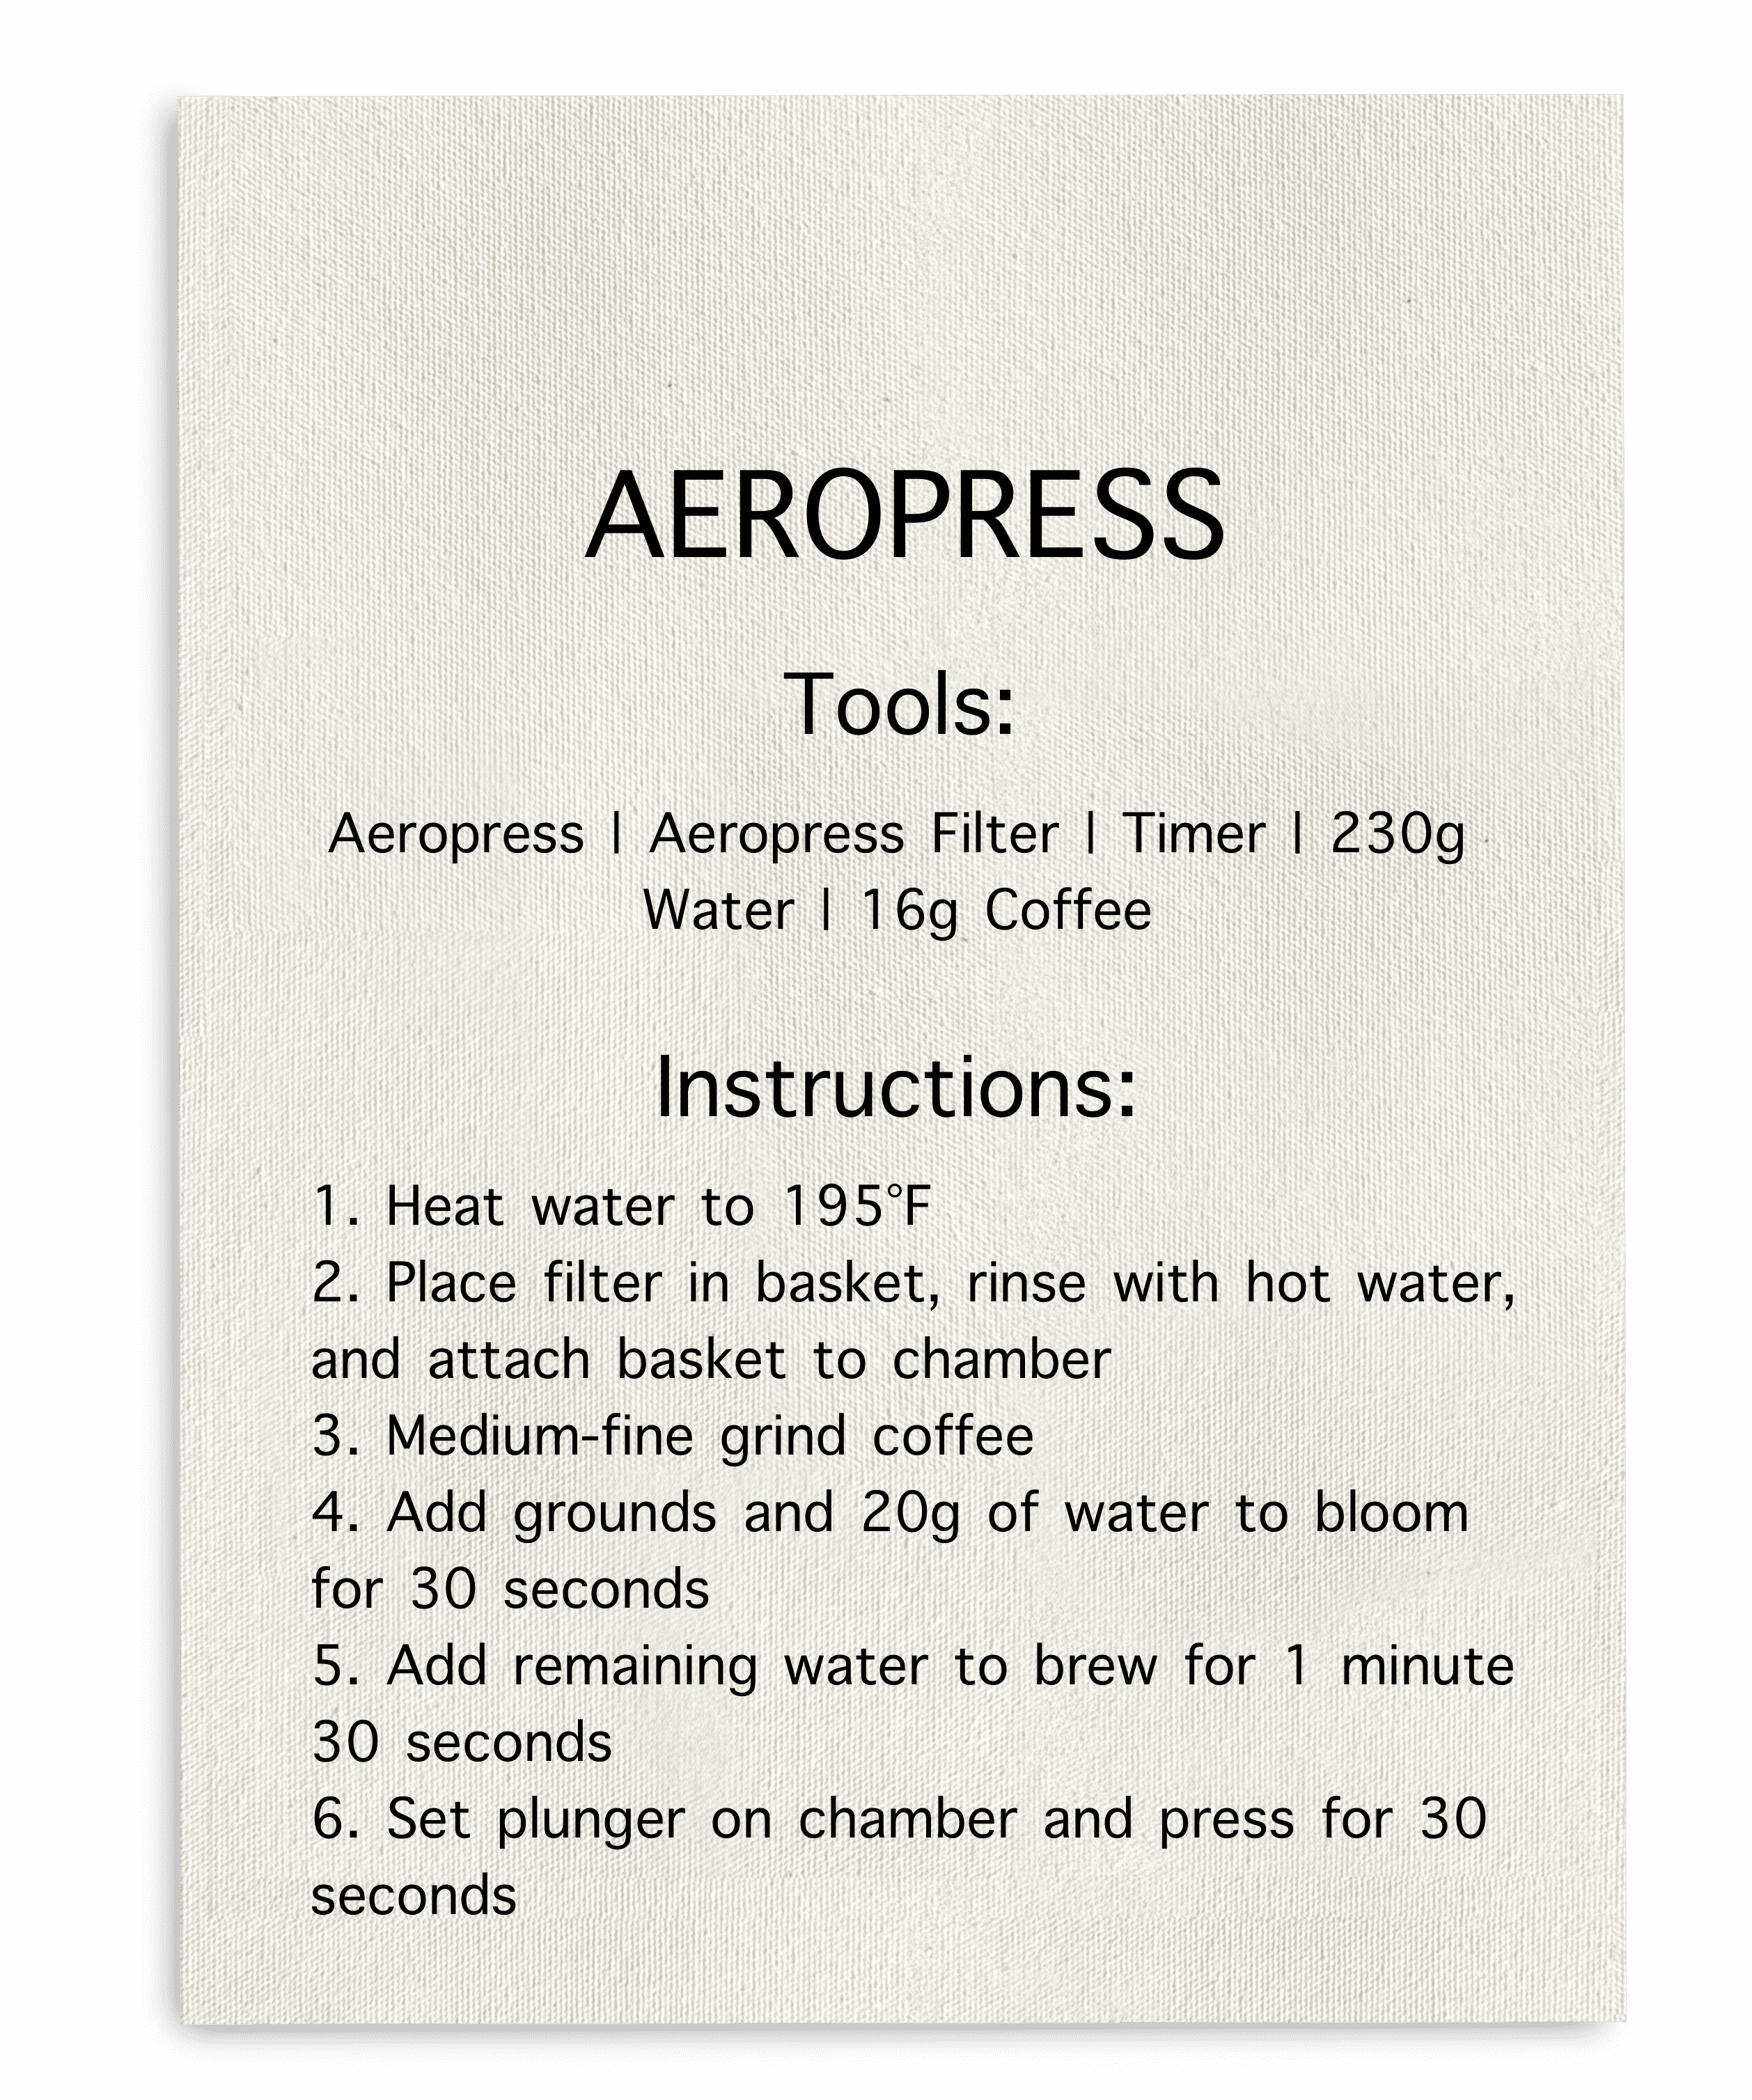 AEROPRESS
Tools:
Aeropress | Aeropress Filter | Timer | 230g
Water | 16g Coffee
Instructions:
1. Heat water to 195°F
2. Place filter in basket, rinse with hot water,
and attach basket to chamber
3. Medium-fine grind coffee
4. Add grounds and 20g of water to bloom
for 30 seconds
5. Add remaining water to brew for 1 minute
30 seconds
6. Set plunger on chamber and press for 30
seconds